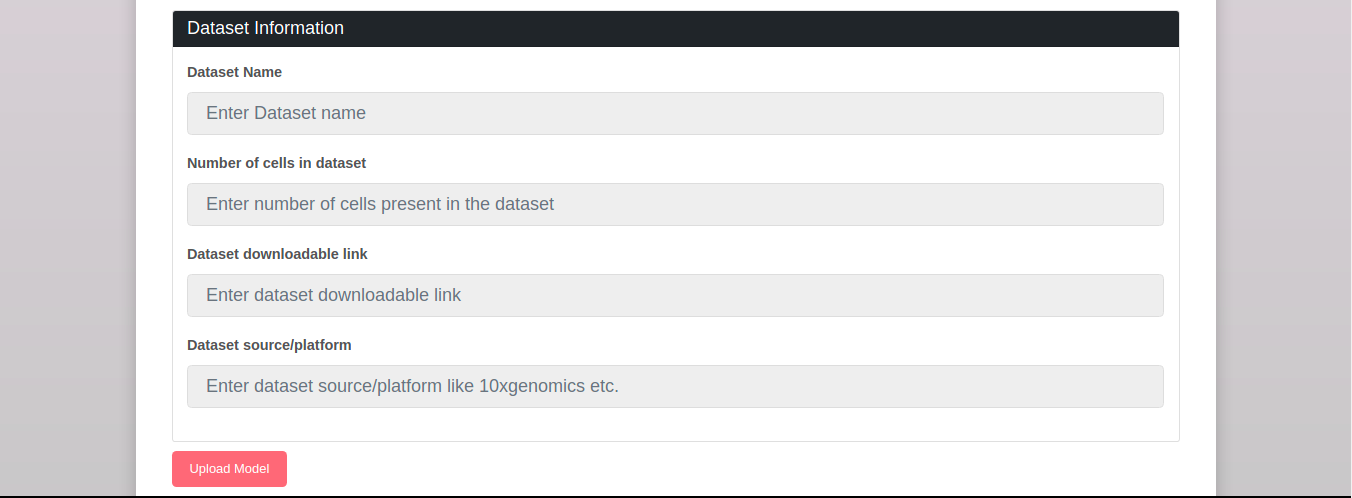 Dataset Information
Dataset Name
Enter Dataset name
Number of cells in dataset
Enter number of cells present in the dataset
Dataset downloadable link
Enter dataset downloadable link
Dataset source/platform
Enter dataset source/platform like 10xgenomics etc.
Upload Model